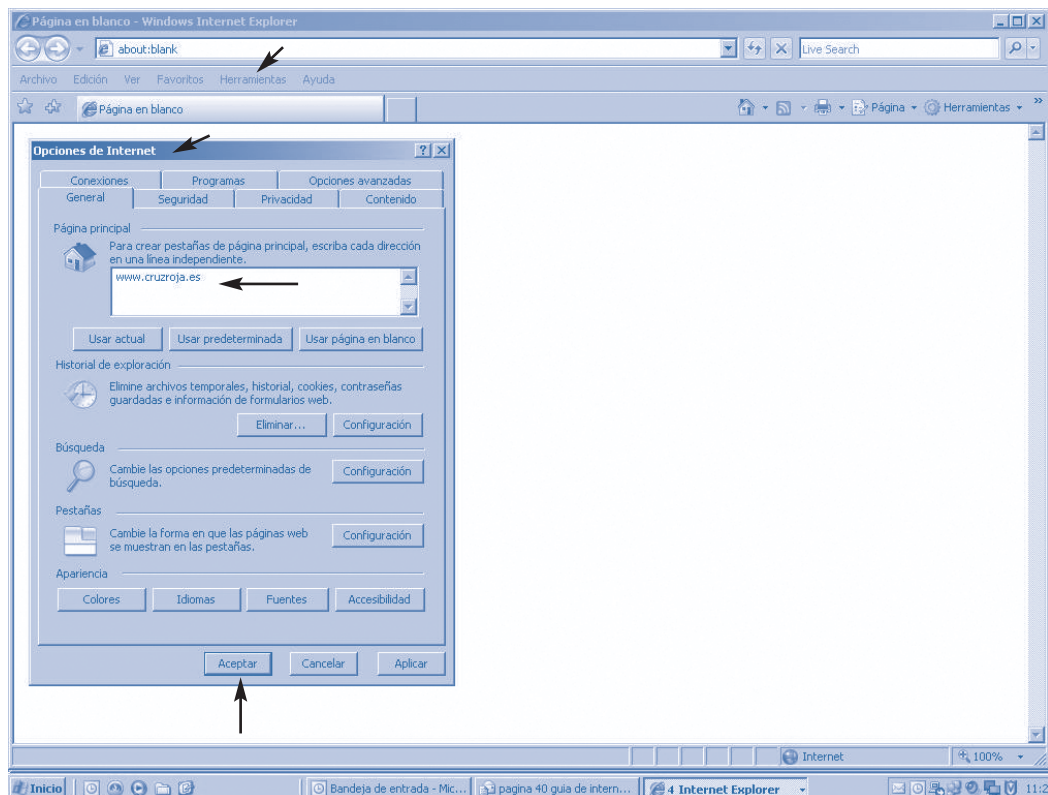 Página en blanco - Windows Internet Explorer
about:blank
Live Search
Archivo Edición Ver Favoritos Herramientas Ayuda
Página en blanco
Página Herramientas »
Opciones de Internet
Conexiones Programas Opciones avanzadas
General Seguridad Privacidad Contenido
Página principal
Para crear pestañas de página principal, escriba cada dirección
en una línea independiente.
www.cruzroja.es
Usar actual Usar predeterminada Usar página en blanco
Historial de exploración
Elimine archivos temporales, historial, cookies, contraseñas
guardadas e información de formularios web.
Eliminar... Configuración
Búsqueda
Cambie las opciones predeterminadas de
búsqueda.
Configuración
Pestañas
Cambie la forma en que las páginas web
se muestran en las pestañas.
Configuración
Apariencia
Colores Idiomas Fuentes Accesibilidad
Aceptar Cancelar Aplicar
Internet 100%
Inicio Bandeja de entrada - Mic... pagina 40 guia de intern... 4 Internet Explorer 11:2